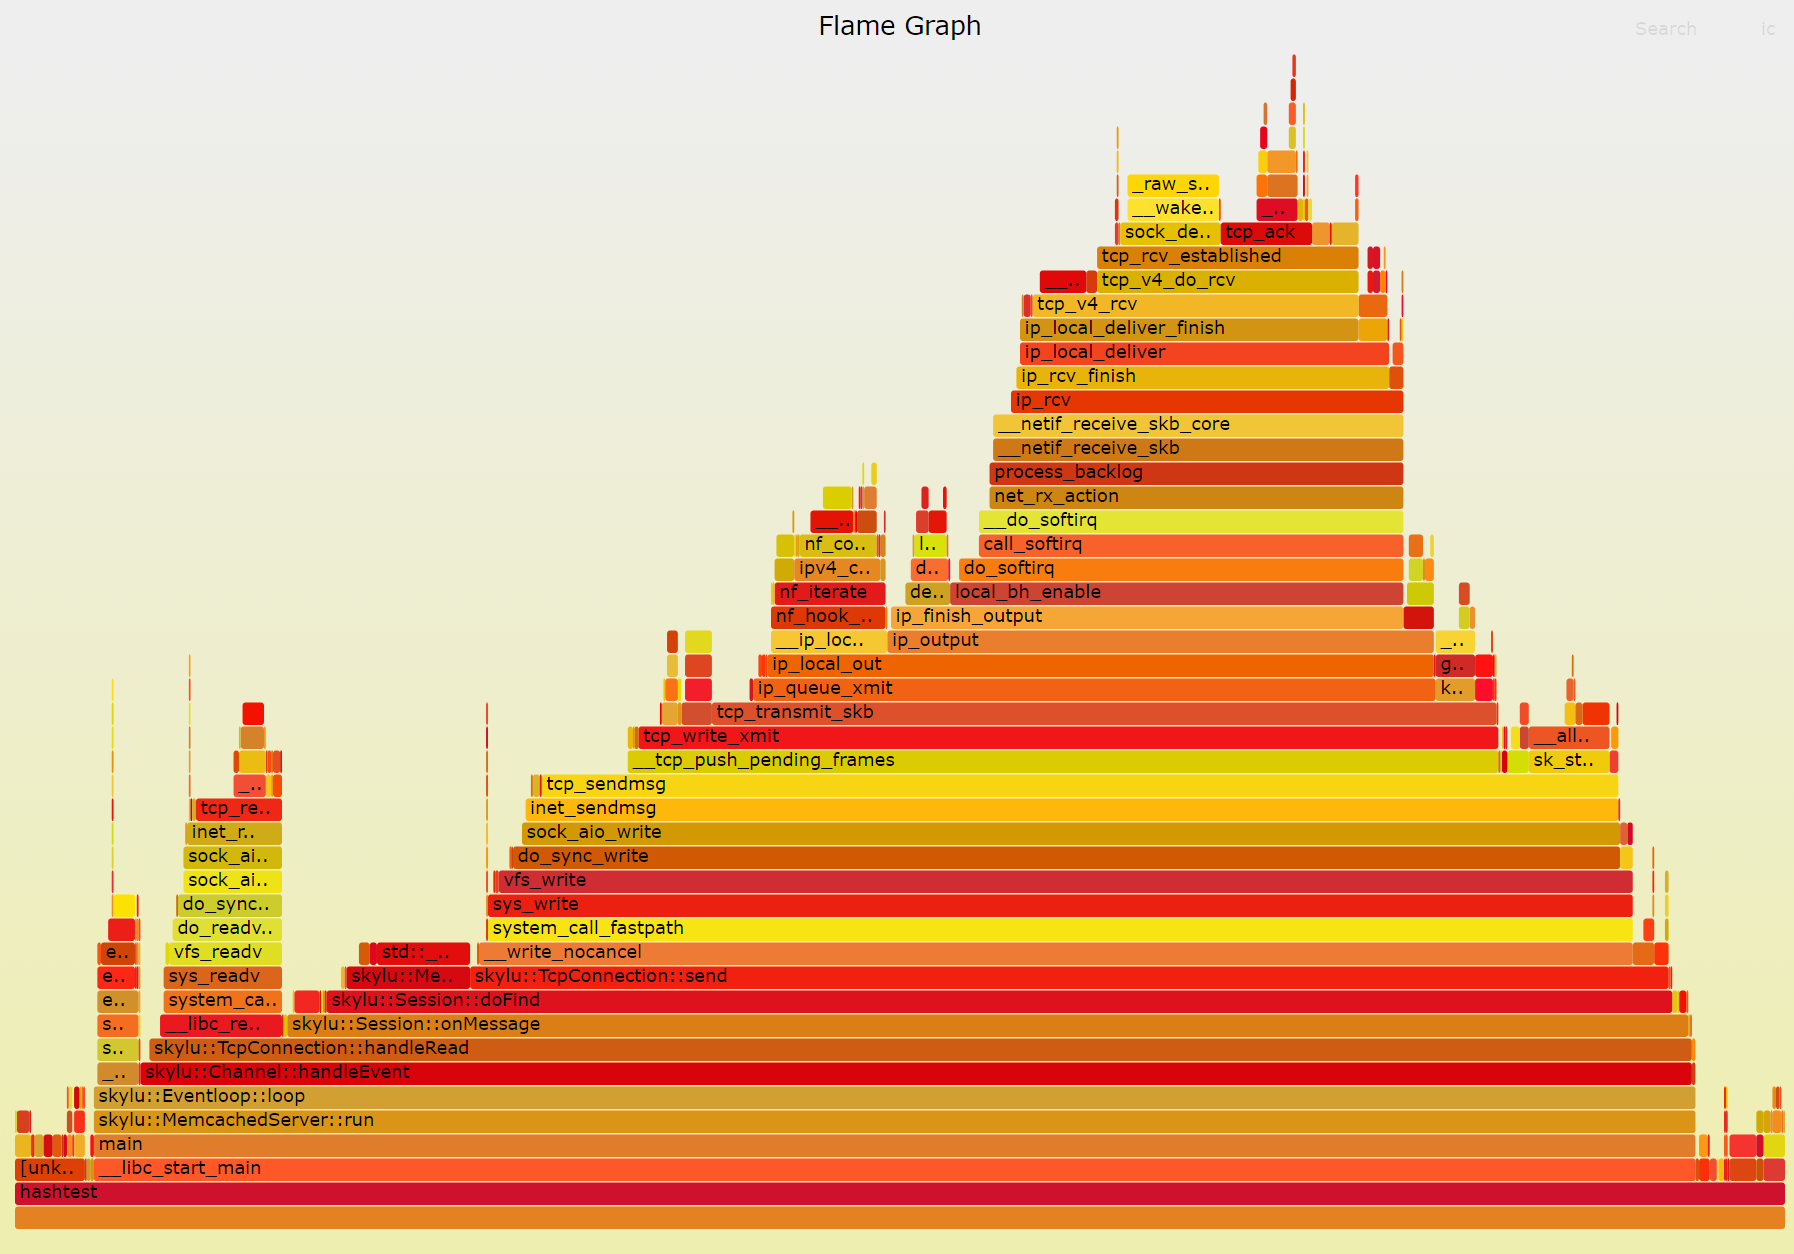 Flame Graph
Search
ic
_raw_s..
__wake..
_..
sock_de..
tcp_ack
tcp_rcv_established
__..
tcp_v4_do_rcv
tcp_v4_rcv
ip_local_deliver_finish
ip_local_deliver
ip_rcv_finish
ip_rcv
__netif_receive_skb_core
__netif_receive_skb
process_backlog
net_rx_action
__..
__do_softirq
nf_co..
l..
call_softirq
ipv4_c..
d..
do_softirq
nf_iterate
de..
local_bh_enable
nf_hook_..
ip_finish_output
__ip_loc..
ip_output
_..
ip_local_out
g..
ip_queue_xmit
k..
tcp_transmit_skb
tcp_write_xmit
__all..
__tcp_push_pending_frames
sk_st..
_..
tcp_sendmsg
tcp_re..
inet_sendmsg
inet_r..
sock_aio_write
sock_ai..
do_sync_write
sock_ai..
vfs_write
do_sync..
sys_write
do_readv..
system_call_fastpath
e..
vfs_readv
std::_..
__write_nocancel
e..
sys_readv
skylu::Me..
skylu::TcpConnection::send
e..
system_ca..
skylu::Session::doFind
s..
__libc_re..
skylu::Session::onMessage
s..
skylu::TcpConnection::handleRead
_..
skylu::Channel::handleEvent
skylu::Eventloop::loop
skylu::MemcachedServer::run
main
[unk..
__libc_start_main
hashtest